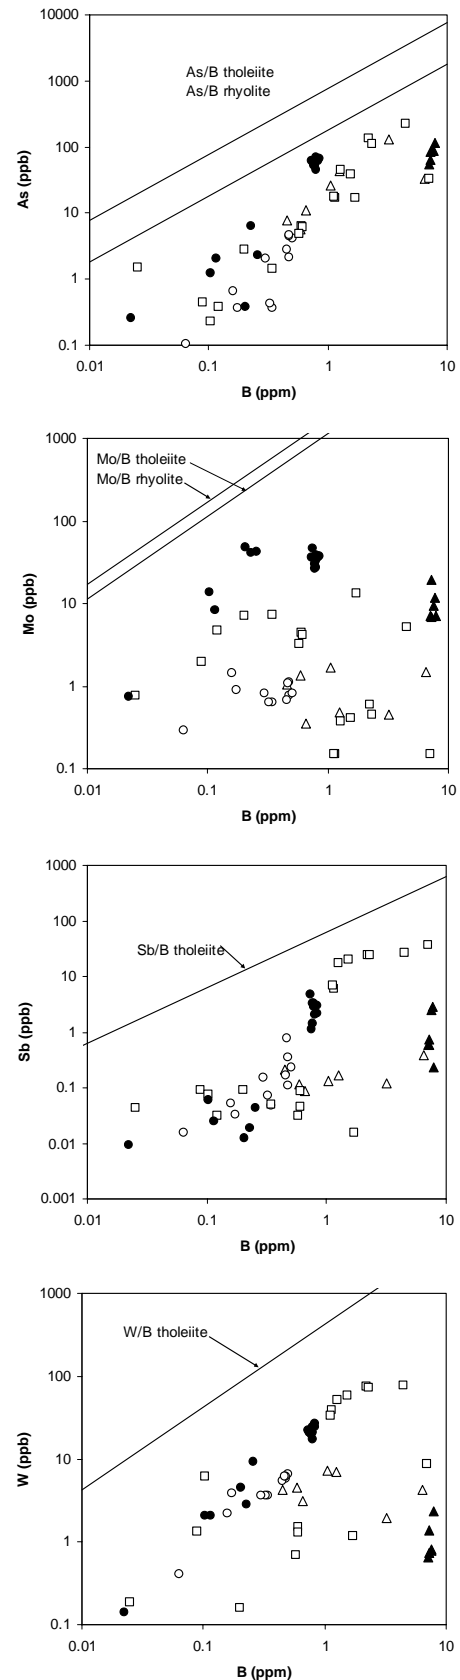 10000
1000
100
10
1
0.1
As (ppb)
As/B tholeiite
As/B rhyolite
0.01 0.1 1 10
B (ppm)
1000
100
10
1
0.1
Mo (ppb)
Mo/B tholeiite
Mo/B rhyolite
0.01 0.1 1 10
B (ppm)
1000
100
10
1
0.1
0.01
0.001
Sb (ppb)
Sb/B tholeiite
0.01 0.1 1 10
B (ppm)
1000
100
10
1
0.1
W (ppb)
W/B tholeiite
0.01 0.1 1 10
B (ppm)